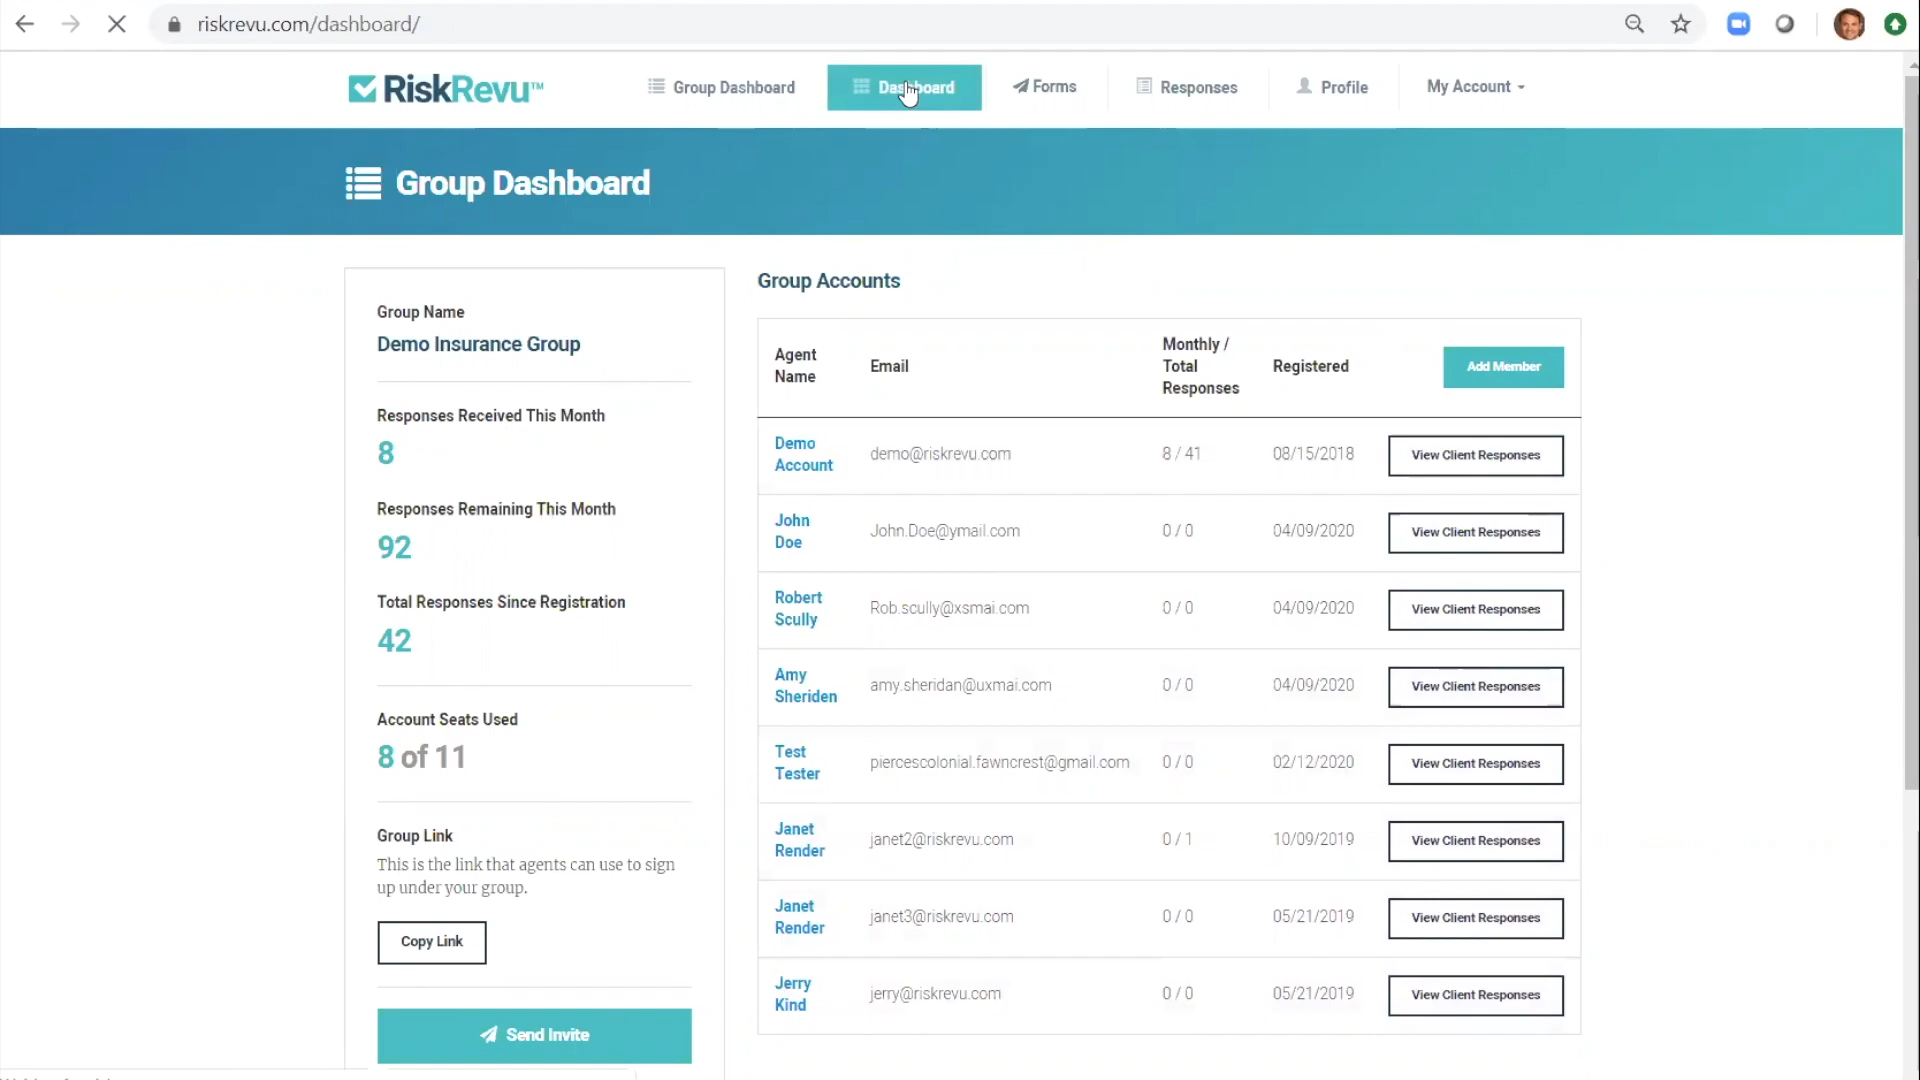 riskrevu.com/dashboard/
RiskRevu™
Group Dashboard
Dashboard
Forms
Responses
Profile
My Account
Group Dashboard
Group Name
Demo Insurance Group
Responses Received This Month
8
Responses Remaining This Month
92
Total Responses Since Registration
42
Account Seats Used
8 of 11
Group Link
This is the link that agents can use to sign
up under your group.
Copy Link
Send Invite
Group Accounts
Agent
Name
Email
Monthly /
Total
Responses
Registered
Add Member
Demo
Account
demo@riskrevu.com
8 / 41
08/15/2018
View Client Responses
John
Doe
John.Doe@ymail.com
0 / 0
04/09/2020
View Client Responses
Robert
Scully
Rob.scully@xsmai.com
0 / 0
04/09/2020
View Client Responses
Amy
Sheriden
amy.sheridan@uxmai.com
0 / 0
04/09/2020
View Client Responses
Test
Tester
piercescolonial.fawncrest@gmail.com
0 / 0
02/12/2020
View Client Responses
Janet
Render
janet2@riskrevu.com
0 / 1
10/09/2019
View Client Responses
Janet
Render
janet3@riskrevu.com
0 / 0
05/21/2019
View Client Responses
Jerry
Kind
jerry@riskrevu.com
0 / 0
05/21/2019
View Client Responses